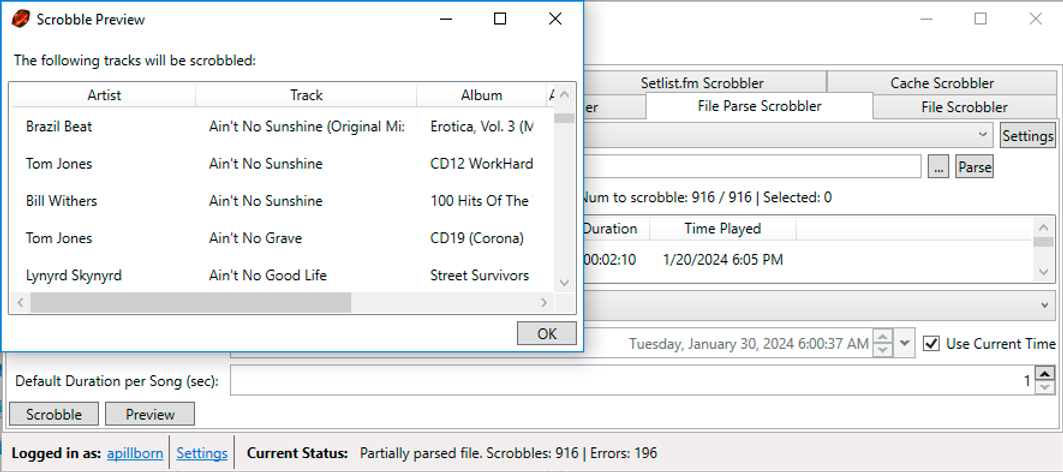 Scrobble Preview
The following tracks will be scrobbled:
Artist Track Album
Brazil Beat Ain't No Sunshine (Original Mix Erotica, Vol. 3 (M
Tom Jones Ain't No Sunshine CD12 WorkHard
Bill Withers Ain't No Sunshine 100 Hits Of The
Tom Jones Ain't No Grave CD19 (Corona)
Lynyrd Skynyrd Ain't No Good Life Street Survivors
OK
Setlist.fm Scrobbler Cache Scrobbler
er File Parse Scrobbler File Scrobbler
Settings
... Parse
Num to scrobble: 916 / 916 | Selected: 0
Duration Time Played
00:02:10 1/20/2024 6:05 PM
Tuesday, January 30, 2024 6:00:37 AM Use Current Time
Default Duration per Song (sec): 1
Scrobble Preview
Logged in as: apillborn Settings Current Status: Partially parsed file. Scrobbles: 916 | Errors: 196